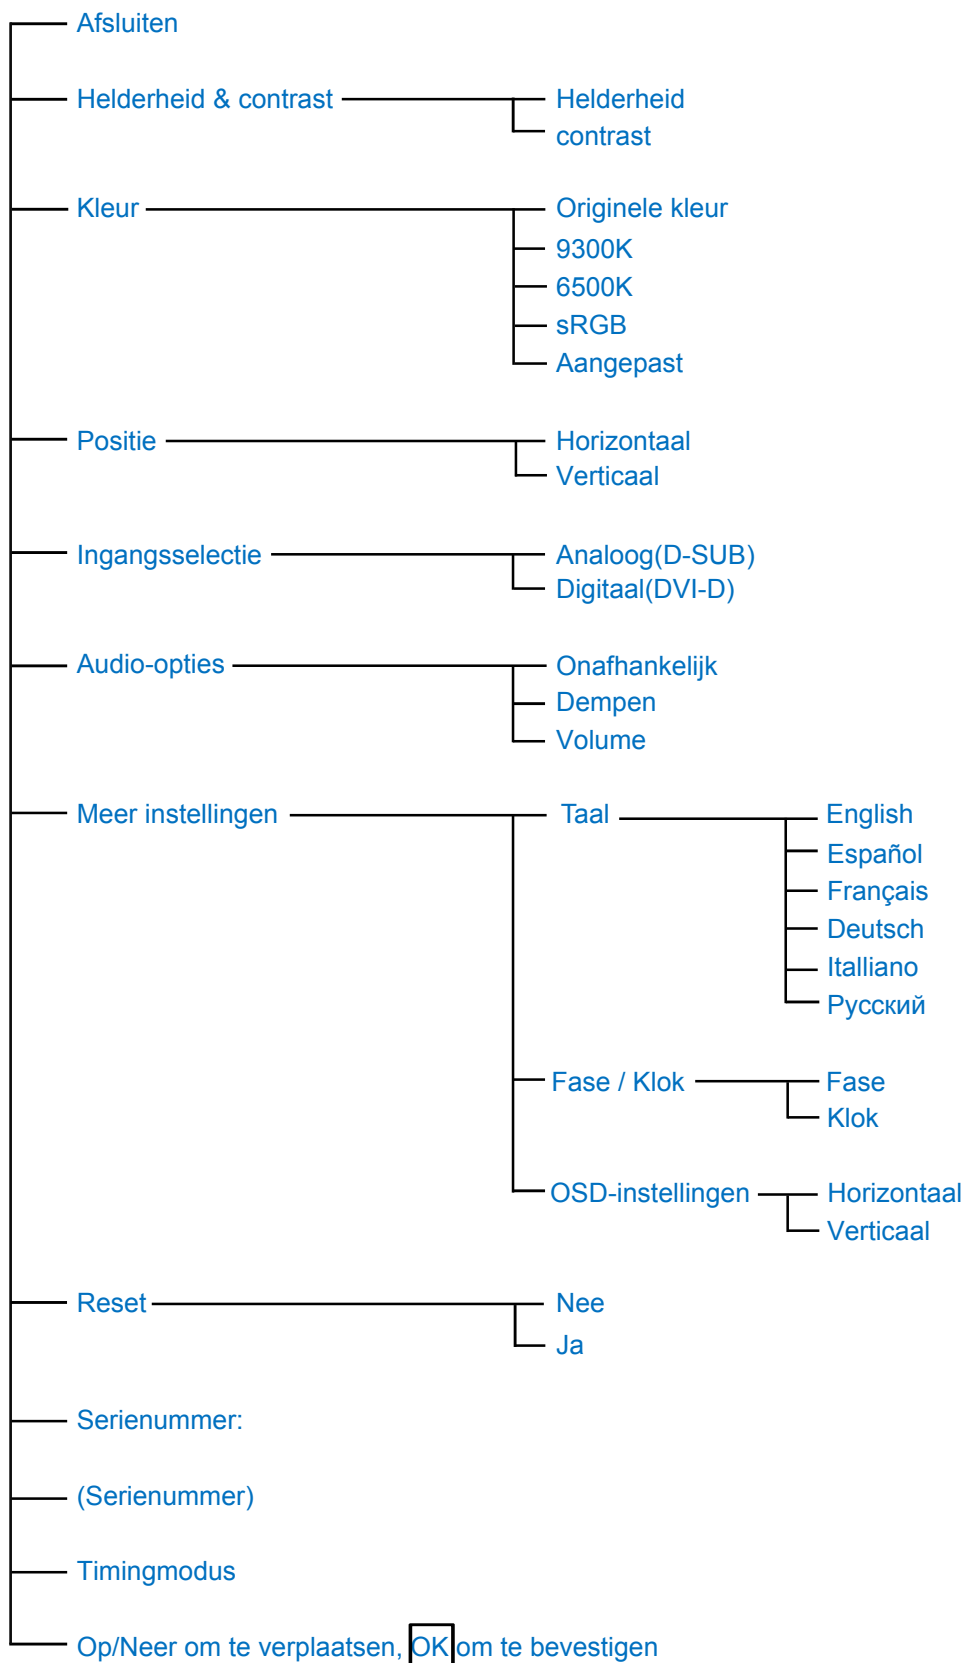 Afsluiten
Helderheid & contrast
Helderheid
contrast
Kleur
Originele kleur
9300K
6500K
sRGB
Aangepast
Positie
Horizontaal
Verticaal
Ingangsselectie
Analoog(D-SUB)
Digitaal(DVI-D)
Audio-opties
Onafhankelijk
Dempen
Volume
Meer instellingen
Taal
English
Español
Français
Deutsch
Italliano
Русский
Fase / Klok
Fase
Klok
OSD-instellingen
Horizontaal
Verticaal
Reset
Nee
Ja
Serienummer:
(Serienummer)
Timingmodus
Op/Neer om te verplaatsen, OK om te bevestigen